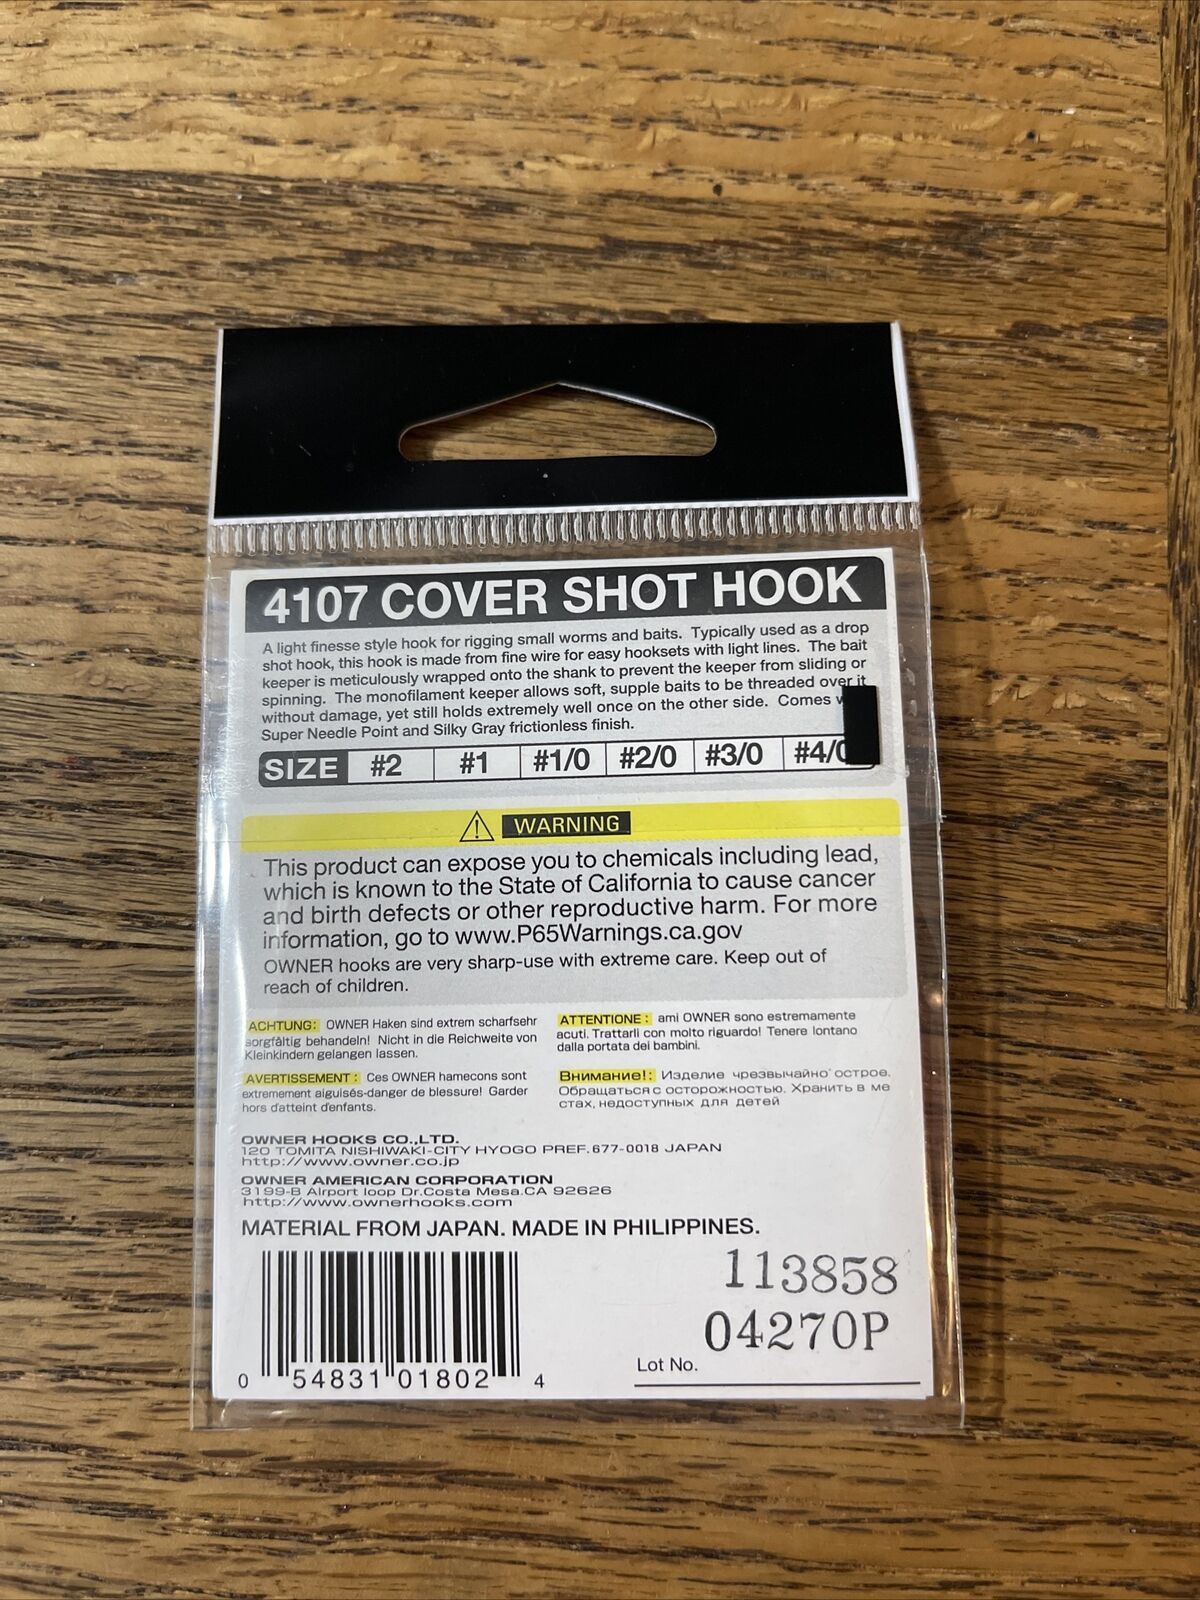 4107 COVER SHOT HOOK
A light finesse style hook for rigging small worms and baits. Typically used as a drop
shot hook, this hook is made from fine wire for easy hooksets with light lines. The bait
keeper is meticulously wrapped onto the shank to prevent the keeper from sliding or
spinning. The monofilament keeper allows soft, supple baits to be threaded over it
without damage, yet still holds extremely well once on the other side. Comes
Super Needle Point and Silky Gray frictionless finish.
SIZE #2 #1 #1/0 #2/0 #3/0 #4/0
WARNING
This product can expose you to chemicals including lead,
which is known to the State of California to cause cancer
and birth defects or other reproductive harm. For more
information, go to www.P65Warnings.ca.gov
OWNER hooks are very sharp-use with extreme care. Keep out of
reach of children.
ACHTUNG: OWNER Haken sind extrem scharfsehr
sorgfältig behandeln! Nicht in die Reichweite von
Kleinkindern gelangen lassen.
ATTENTIONE : ami OWNER sono estremamente
acuti. Trattarli con molto riguardo! Tenere lontano
dalla portata dei bambini.
AVERTISSEMENT : Ces OWNER hamecons sont
extremement aiguisés-danger de blessure! Garder
hors d'atteint d'enfants.
Внимание!: Изделие чрезвычайно острое.
Обращаться с осторожностью. Хранить в ме
стах, недоступных для детей
OWNER HOOKS CO.,LTD.
120 TOMITA NISHIWAKI-CITY HYOGO PREF.677-0018 JAPAN
http://www.owner.co.jp
OWNER AMERICAN CORPORATION
3199-B Airport loop Dr.Costa Mesa.CA 92626
http://www.ownerhooks.com
MATERIAL FROM JAPAN. MADE IN PHILIPPINES.
113858
04270P
Lot No.
0 54831 01802 4